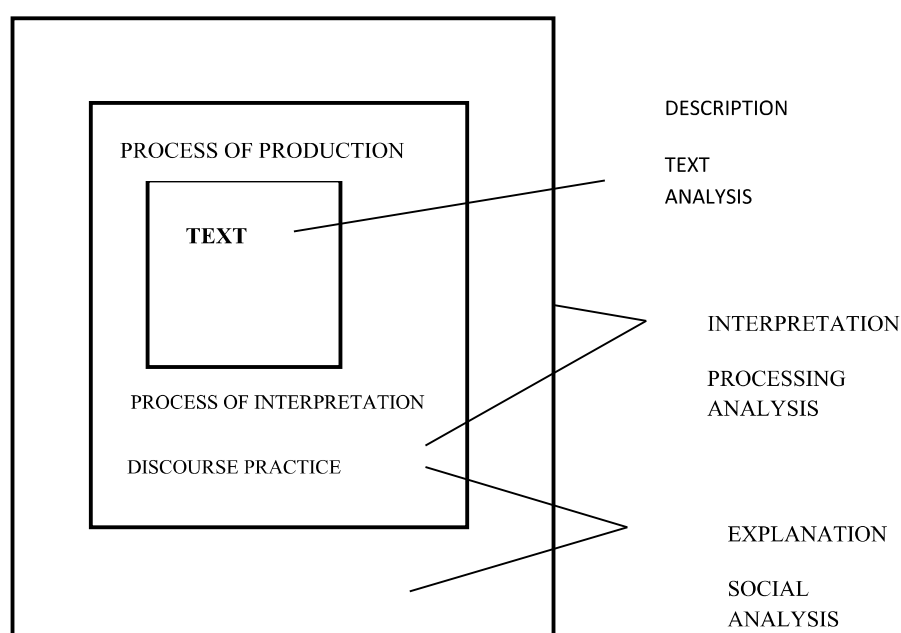 DESCRIPTION
PROCESS OF PRODUCTION
TEXT
ANALYSIS
TEXT
INTERPRETATION
PROCESSING
ANALYSIS
PROCESS OF INTERPRETATION
DISCOURSE PRACTICE
EXPLANATION
SOCIAL
ANALYSIS